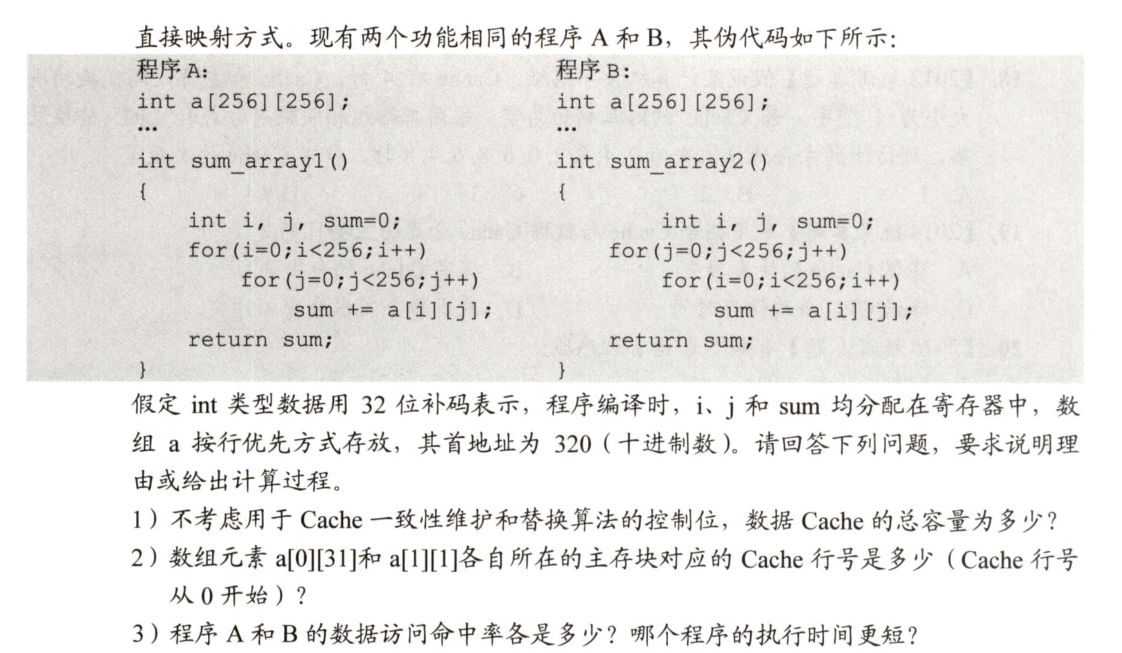 直接映射方式。现有两个功能相同的程序 A 和 B，其伪代码如下所示：
程序 A:
程序 B:
int a[256][256];
int a[256][256];
…
…
int sum_array1()
int sum_array2()
{
{
int i, j, sum=0;
int i, j, sum=0;
for(i=0;i<256;i++)
for(j=0;j<256;j++)
for(j=0;j<256;j++)
for(i=0;i<256;i++)
sum += a[i][j];
sum += a[i][j];
return sum;
return sum;
}
}
假定 int 类型数据用 32 位补码表示，程序编译时，i、j 和 sum 均分配在寄存器中，数
组 a 按行优先方式存放，其首地址为 320（十进制数）。请回答下列问题，要求说明理
由或给出计算过程。
1）不考虑用于 Cache 一致性维护和替换算法的控制位，数据 Cache 的总容量为多少？
2）数组元素 a[0][31]和 a[1][1]各自所在的主存块对应的 Cache 行号是多少（Cache 行号
从 0 开始）？
3）程序 A 和 B 的数据访问命中率各是多少？哪个程序的执行时间更短？